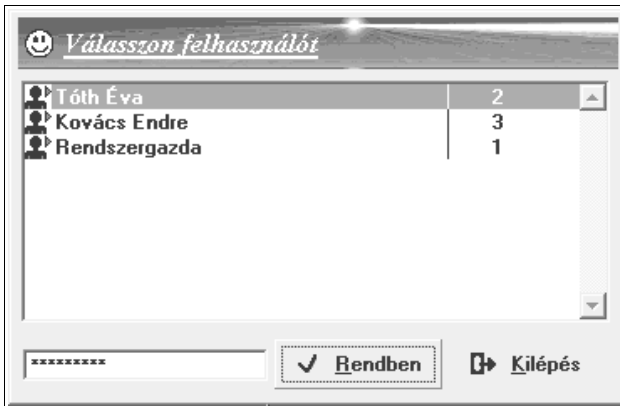 Válasszon felhasználót
Tóth Éva 2
Kovács Endre 3
Rendszergazda 1
********* Rendben Kilépés